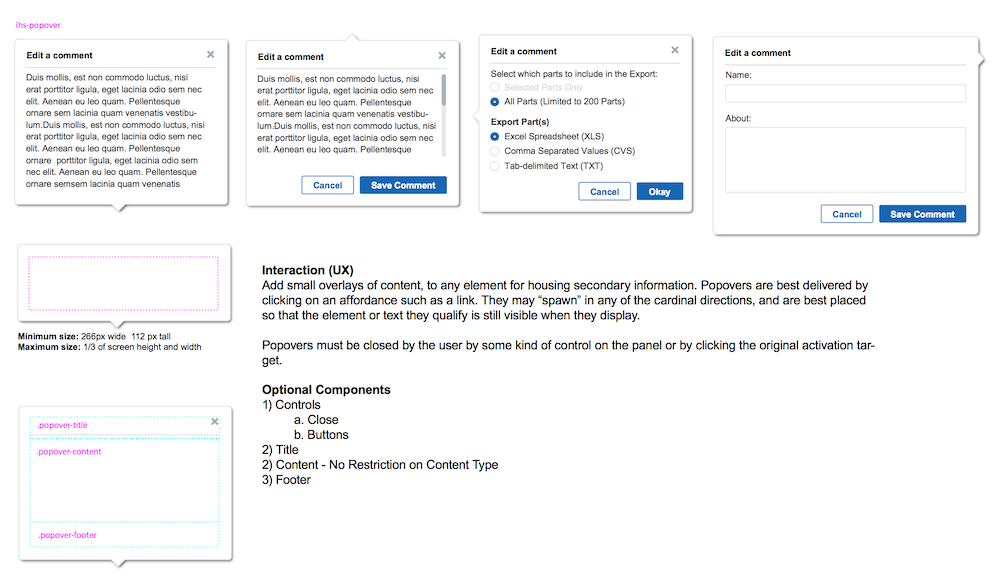 lhs-popover
Edit a comment
Duis mollis, est non commodo luctus, nisi
erat porttitor ligula, eget lacinia odio sem nec
elit. Aenean eu leo quam. Pellentesque
ornare sem lacinia quam venenatis vestibu-
lum.Duis mollis, est non commodo luctus, nisi
erat porttitor ligula, eget lacinia odio sem nec
elit. Aenean eu leo quam. Pellentesque
ornare porttitor ligula, eget lacinia odio sem
nec elit. Aenean eu leo quam. Pellentesque
ornare semsem lacinia quam venenatis
Edit a comment
Duis mollis, est non commodo luctus, nisi
erat porttitor ligula, eget lacinia odio sem nec
elit. Aenean eu leo quam. Pellentesque
ornare sem lacinia quam venenatis vestibu-
lum.Duis mollis, est non commodo luctus, nisi
erat porttitor ligula, eget lacinia odio sem nec
elit. Aenean eu leo quam. Pellentesque
Cancel
Save Comment
Edit a comment
Select which parts to include in the Export:
Selected Parts Only
All Parts (Limited to 200 Parts)
Export Part(s)
Excel Spreadsheet (XLS)
Comma Separated Values (CVS)
Tab-delimited Text (TXT)
Cancel
Okay
Edit a comment
Name:
About:
Cancel
Save Comment
Minimum size: 266px wide 112 px tall
Maximum size: 1/3 of screen height and width
.popover-title
.popover-content
.popover-footer
Interaction (UX)
Add small overlays of content, to any element for housing secondary information. Popovers are best delivered by
clicking on an affordance such as a link. They may “spawn” in any of the cardinal directions, and are best placed
so that the element or text they qualify is still visible when they display.
Popovers must be closed by the user by some kind of control on the panel or by clicking the original activation tar-
get.
Optional Components
1) Controls
a. Close
b. Buttons
2) Title
2) Content - No Restriction on Content Type
3) Footer